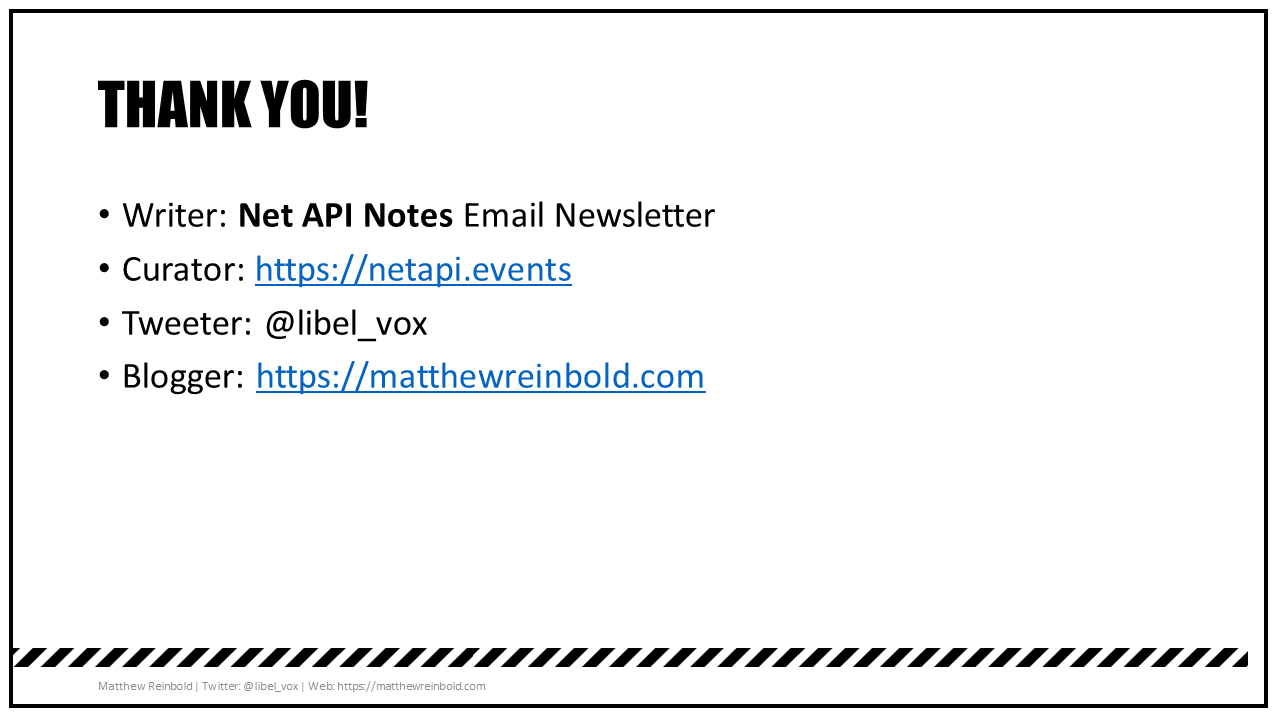 THANK YOU!
• Writer: Net API Notes Email Newsletter
• Curator: https://netapi.events
• Tweeter: @libel_vox
• Blogger: https://matthewreinbold.com
Matthew Reinbold | Twitter: @libel_vox | Web: https://matthewreinbold.com